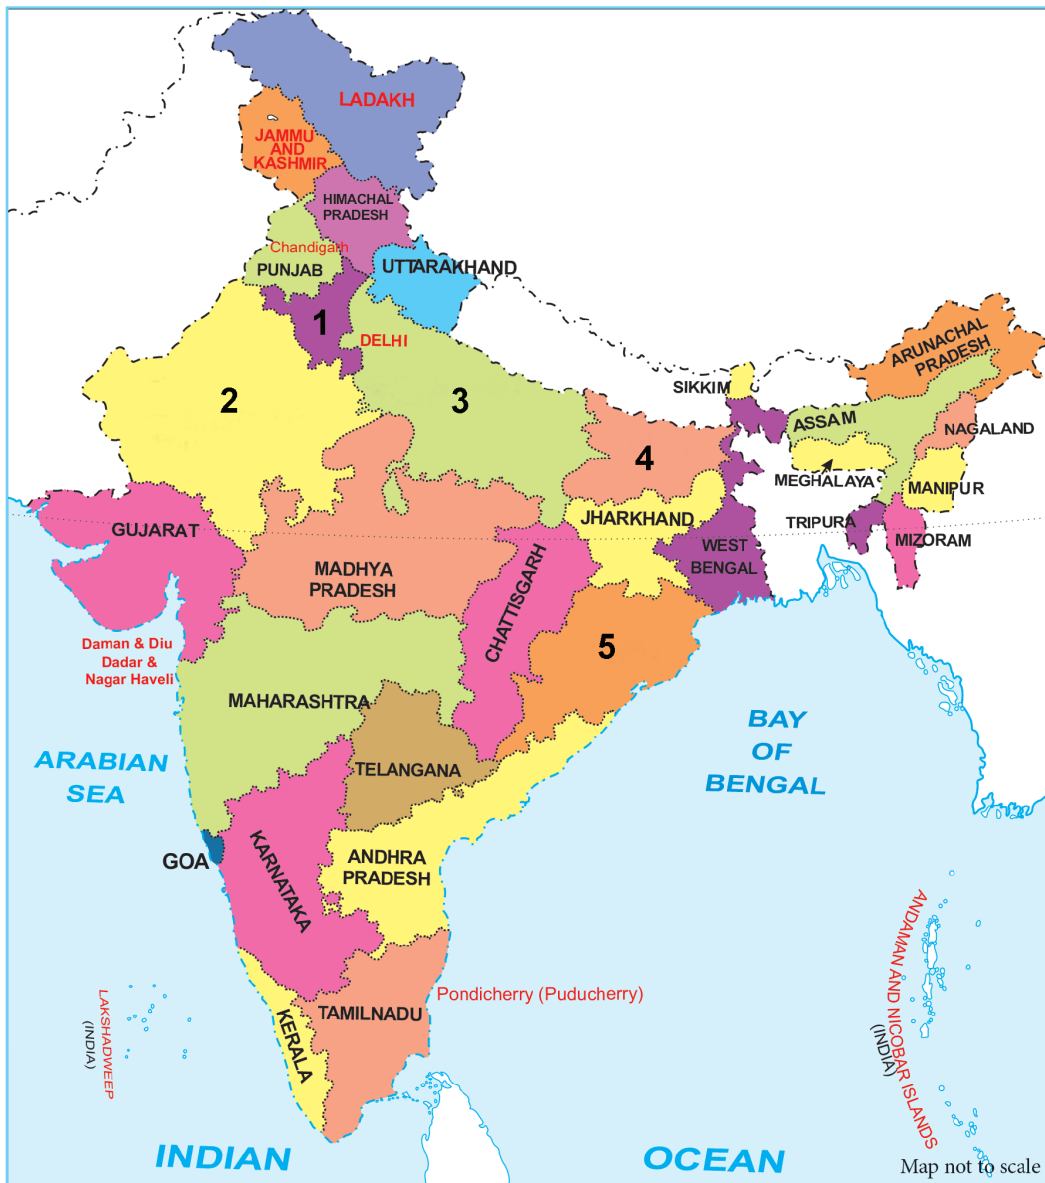 LADAKH
JAMMU
AND
KASHMIR
HIMACHAL
PRADESH
Chandigarh
PUNJAB
UTTARAKHAND
1
DELHI
2
3
SIKKIM
ARUNACHAL
PRADESH
ASSAM
NAGALAND
4
MEGHALAYA
MANIPUR
GUJARAT
JHARKHAND
TRIPURA
MIZORAM
WEST
BENGAL
MADHYA
PRADESH
CHATTISGARH
Daman & Diu
Dadar &
Nagar Haveli
5
MAHARASHTRA
BAY
OF
BENGAL
ARABIAN
SEA
TELANGANA
GOA
KARNATAKA
ANDHRA
PRADESH
ANDAMAN AND NICOBAR ISLANDS
(INDIA)
LAKSHADWEEP
(INDIA)
Pondicherry (Puducherry)
TAMILNADU
KERALA
INDIAN OCEAN
Map not to scale